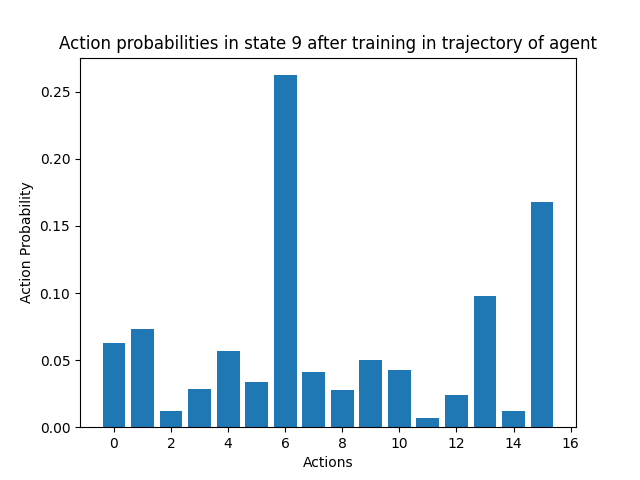 Action probabilities in state 9 after training in trajectory of agent
0.25
0.20
0.15
0.10
0.05
0.00
Action Probability
0 2 4 6 8 10 12 14 16
Actions